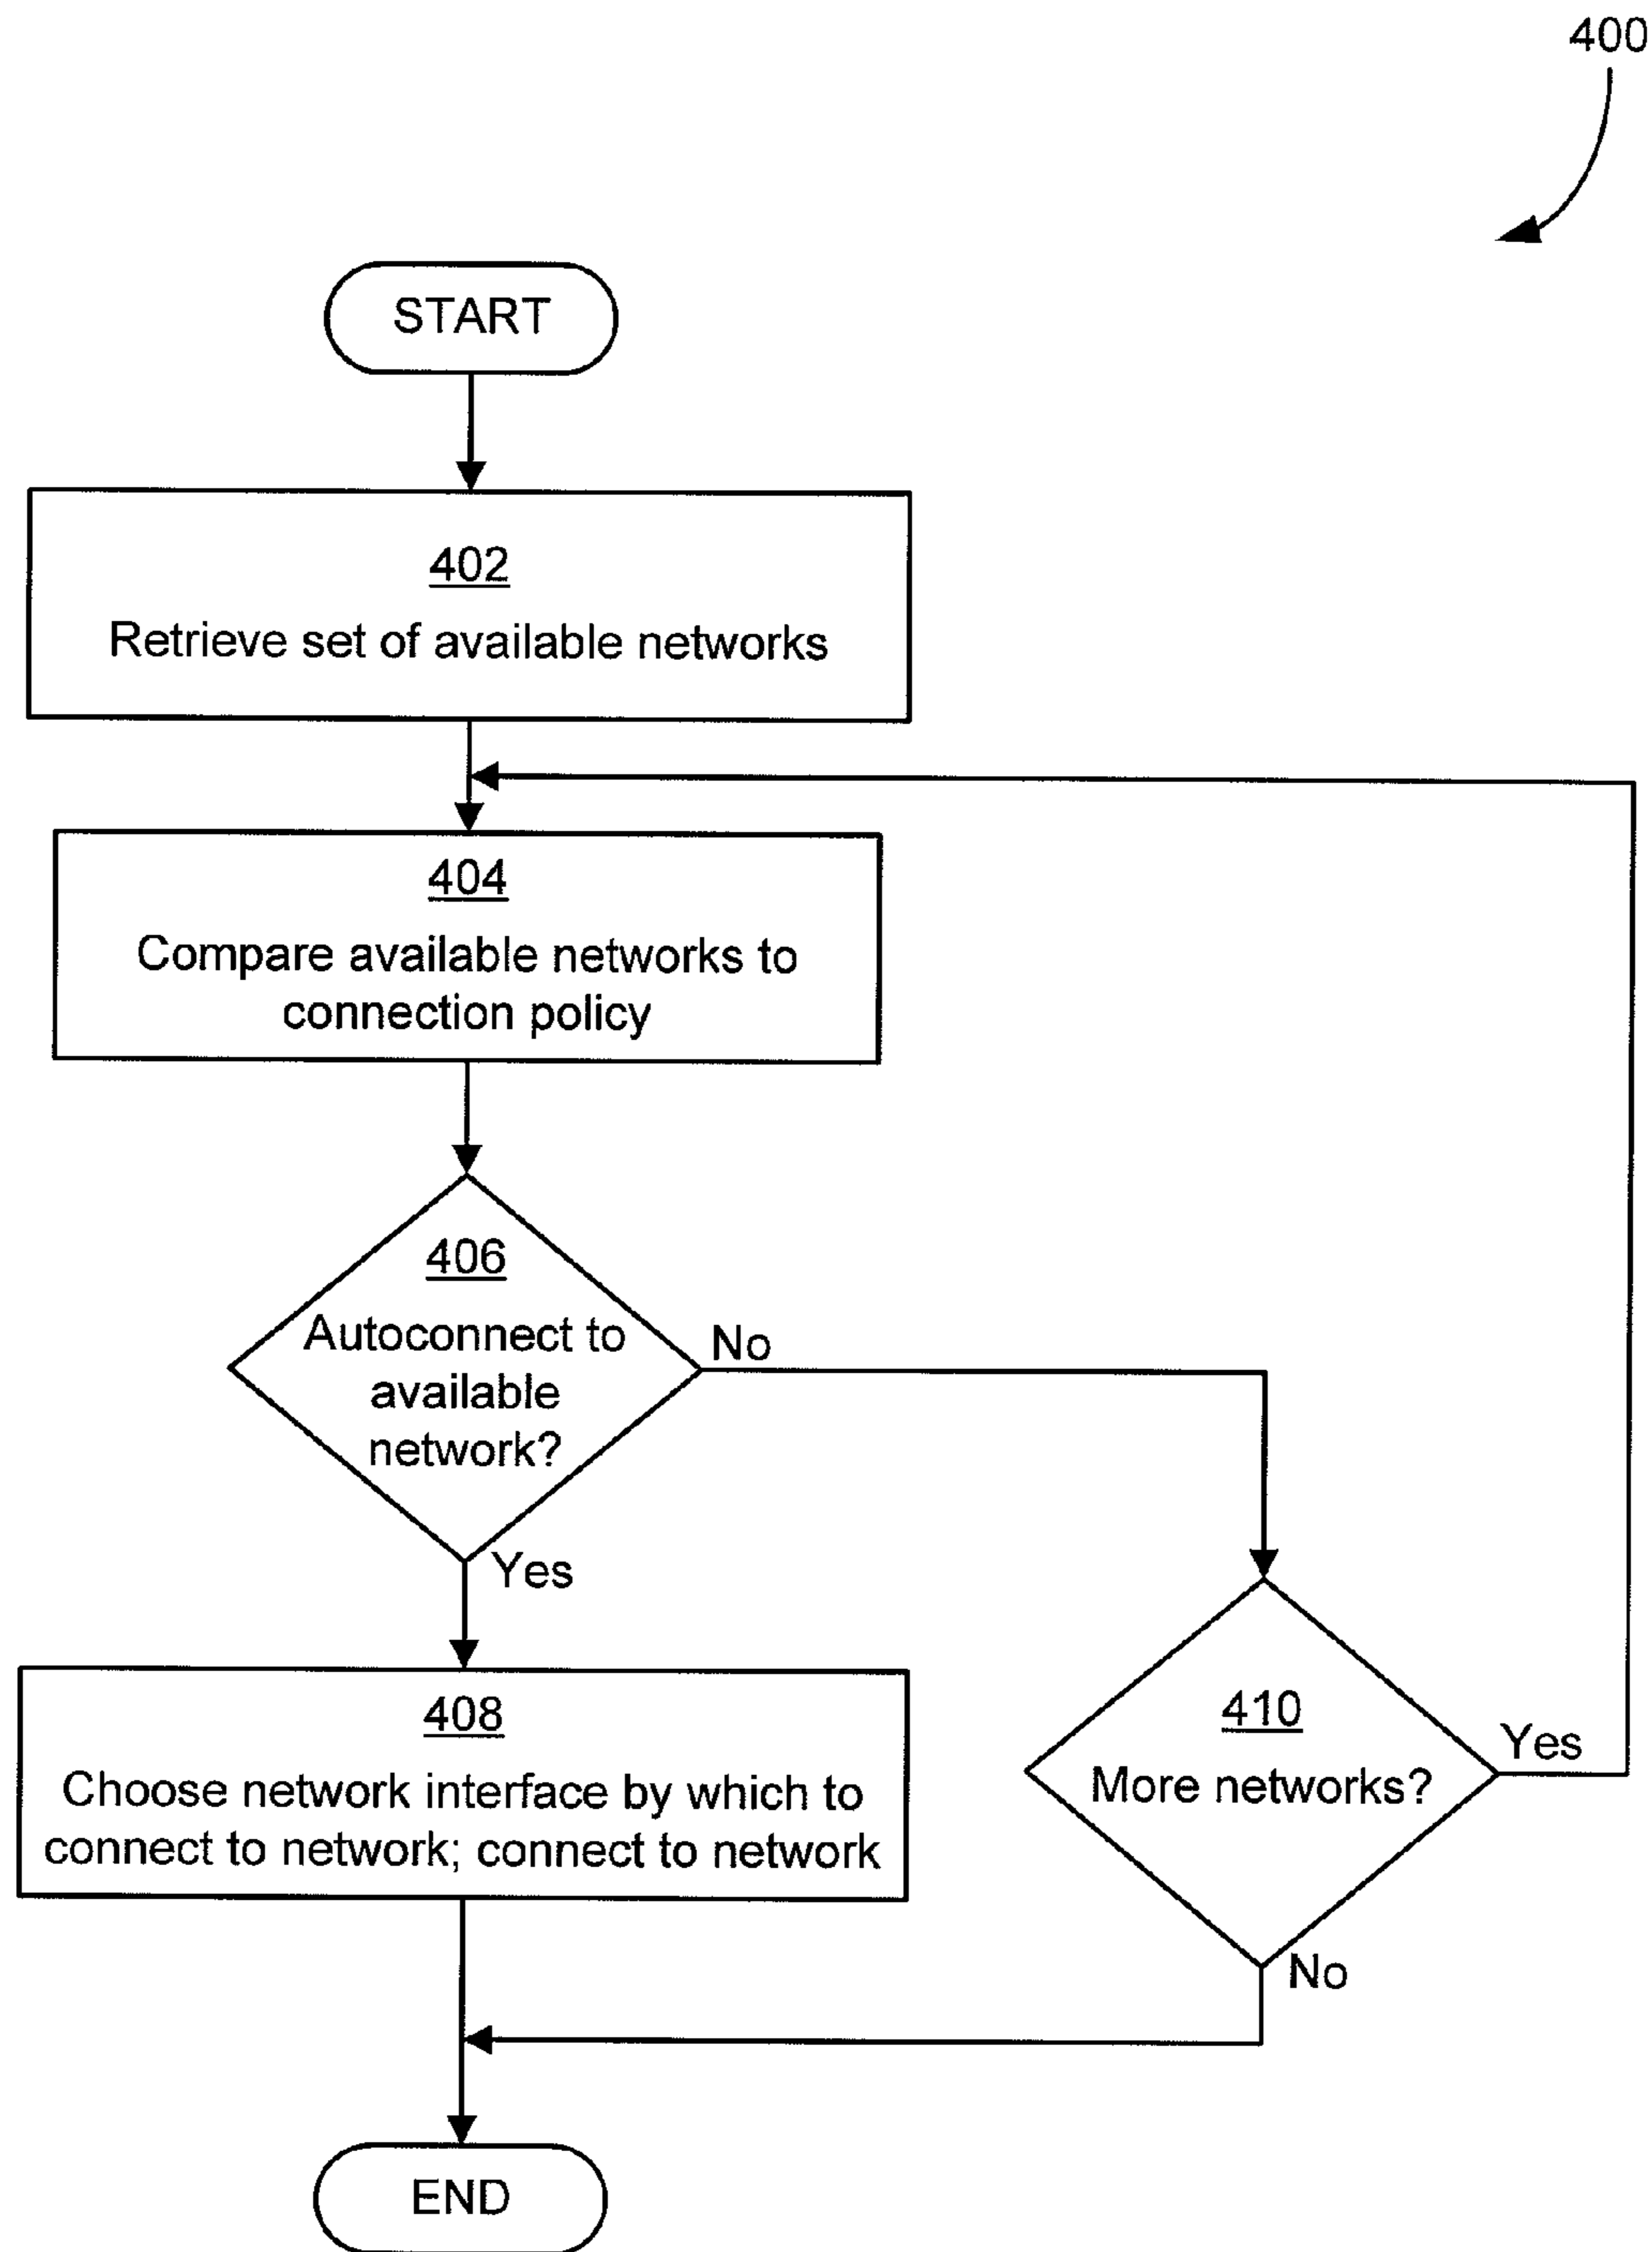 400
START
402
Retrieve set of available networks
404
Compare available networks to
connection policy
406
Autoconnect to
available
network?
No
Yes
408
Choose network interface by which to
connect to network; connect to network
410
More networks?
Yes
No
END